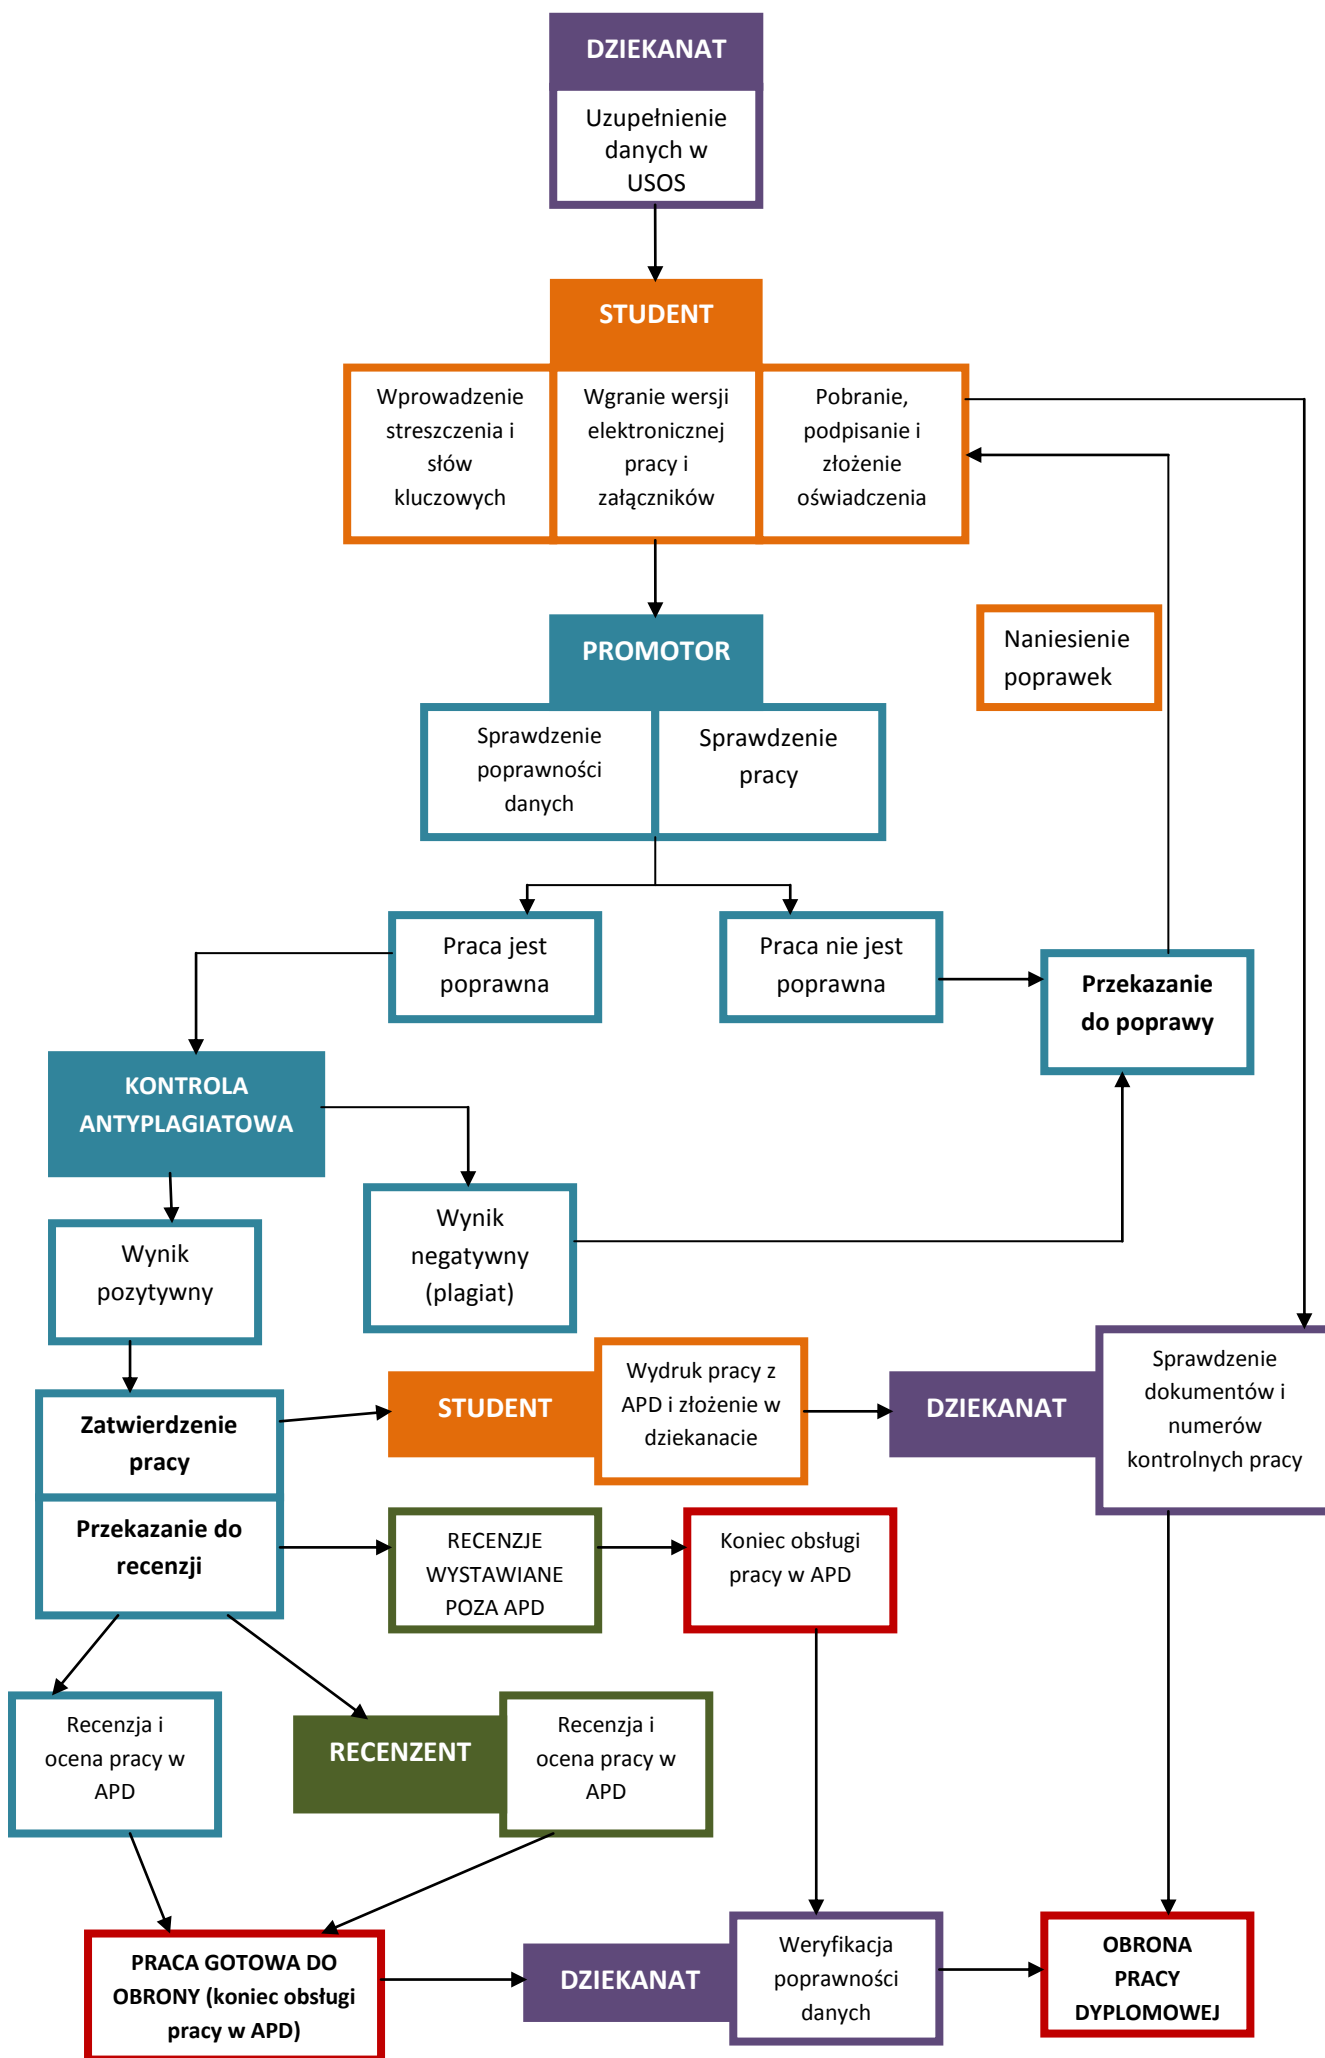 DZIEKANAT
Uzupełnienie
danych w
USOS
STUDENT
Wprowadzenie
streszczenia i
słów
kluczowych
Wgranie wersji
elektronicznej
pracy i
załączników
Pobranie,
podpisanie i
złożenie
oświadczenia
PROMOTOR
Naniesienie
poprawek
Sprawdzenie
poprawności
danych
Sprawdzenie
pracy
Praca jest
poprawna
Praca nie jest
poprawna
Przekazanie
do poprawy
KONTROLA
ANTYPLAGIATOWA
Wynik
negatywny
(plagiat)
Wynik
pozytywny
Zatwierdzenie
pracy
STUDENT
Wydruk pracy z
APD i złożenie w
dziekanacie
DZIEKANAT
Sprawdzenie
dokumentów i
numerów
kontrolnych pracy
Przekazanie do
recenzji
RECENZJE
WYSTAWIANE
POZA APD
Koniec obsługi
pracy w APD
Recenzja i
ocena pracy w
APD
RECENZENT
Recenzja i
ocena pracy w
APD
PRACA GOTOWA DO
OBRONY (koniec obsługi
pracy w APD)
DZIEKANAT
Weryfikacja
poprawności
danych
OBRONA
PRACY
DYPLOMOWEJ